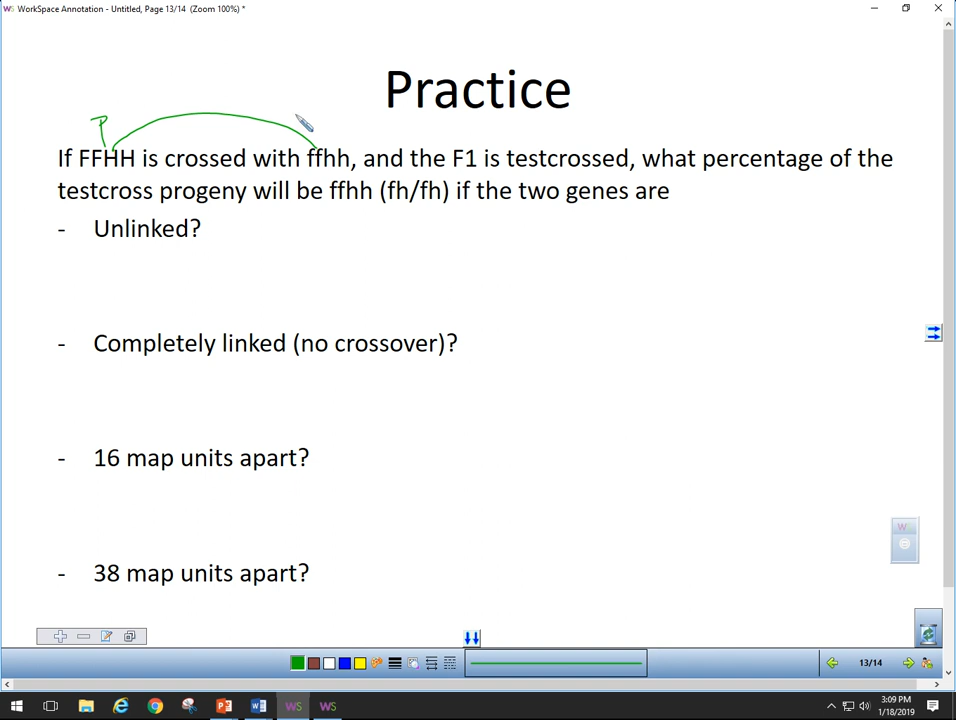 WorkSpace Annotation - Untitled, Page 13/14 (Zoom 100%) *
Practice
P
If FFHH is crossed with ffhh, and the F1 is testcrossed, what percentage of the
testcross progeny will be ffhh (fh/fh) if the two genes are
- Unlinked?
- Completely linked (no crossover)?
- 16 map units apart?
- 38 map units apart?
13/14
3:09 PM
1/18/2019